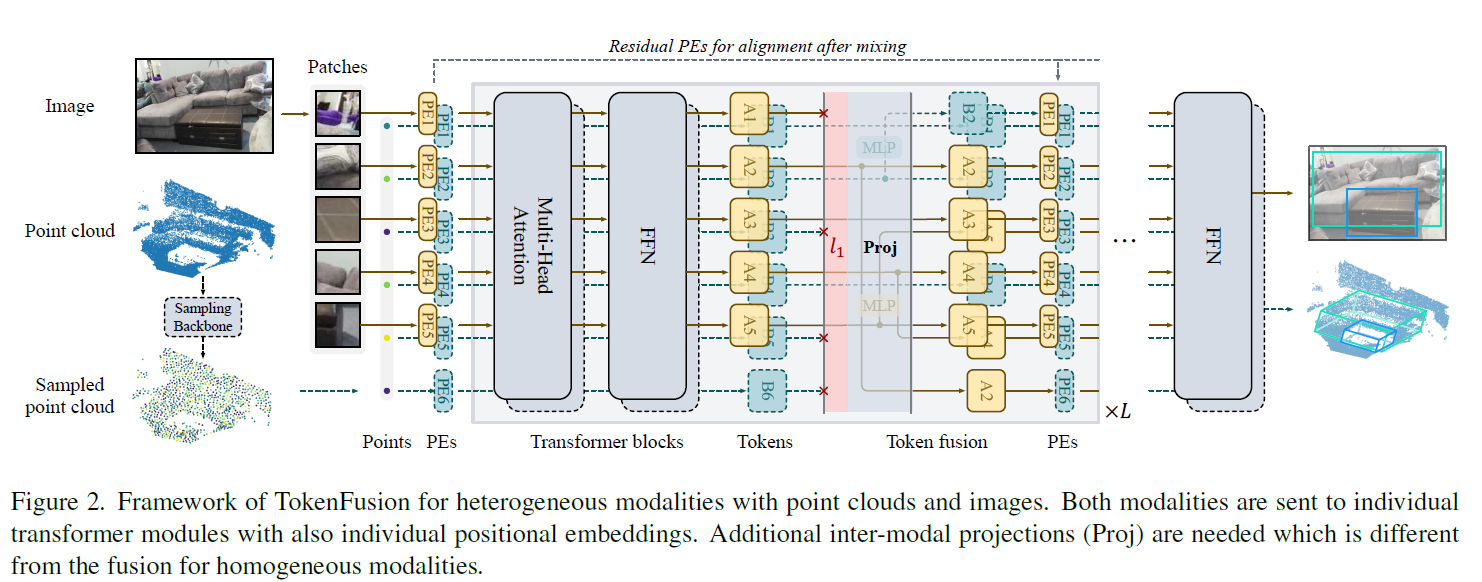 Residual PEs for alignment after mixing
Image
Patches
Point cloud
Sampling
Backbone
Sampled
point cloud
PE1
PE1
PE2
PE2
PE3
PE3
PE4
PE4
PE5
PE5
PE6
Multi-Head
Attention
FFN
A1
A2
A3
A4
A5
B6
l1
Proj
MLP
MLP
B2
A2
A3
A4
A5
A2
PE1
PE1
PE2
PE2
PE3
PE3
PE4
PE4
PE5
PE5
PE6
...
×L
FFN
Points
PEs
Transformer blocks
Tokens
Token fusion
PEs
Figure 2. Framework of TokenFusion for heterogeneous modalities with point clouds and images. Both modalities are sent to individual
transformer modules with also individual positional embeddings. Additional inter-modal projections (Proj) are needed which is different
from the fusion for homogeneous modalities.